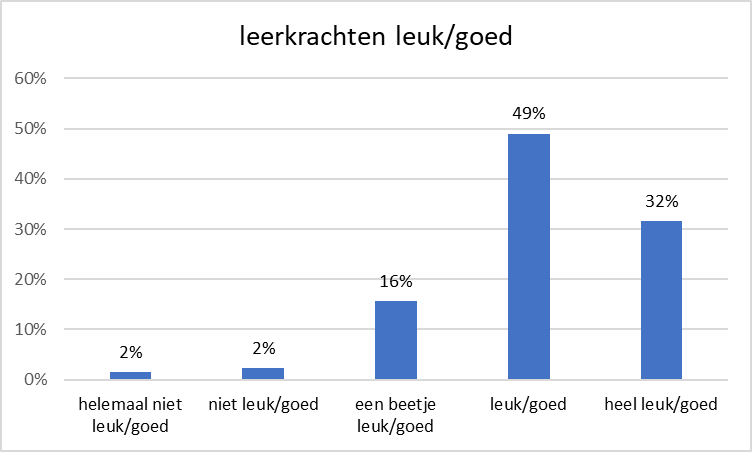 leerkrachten leuk/goed
60%
50%
40%
30%
20%
10%
0%
2%
2%
16%
49%
32%
helemaal niet
leuk/goed
niet leuk/goed
een beetje
leuk/goed
leuk/goed
heel leuk/goed